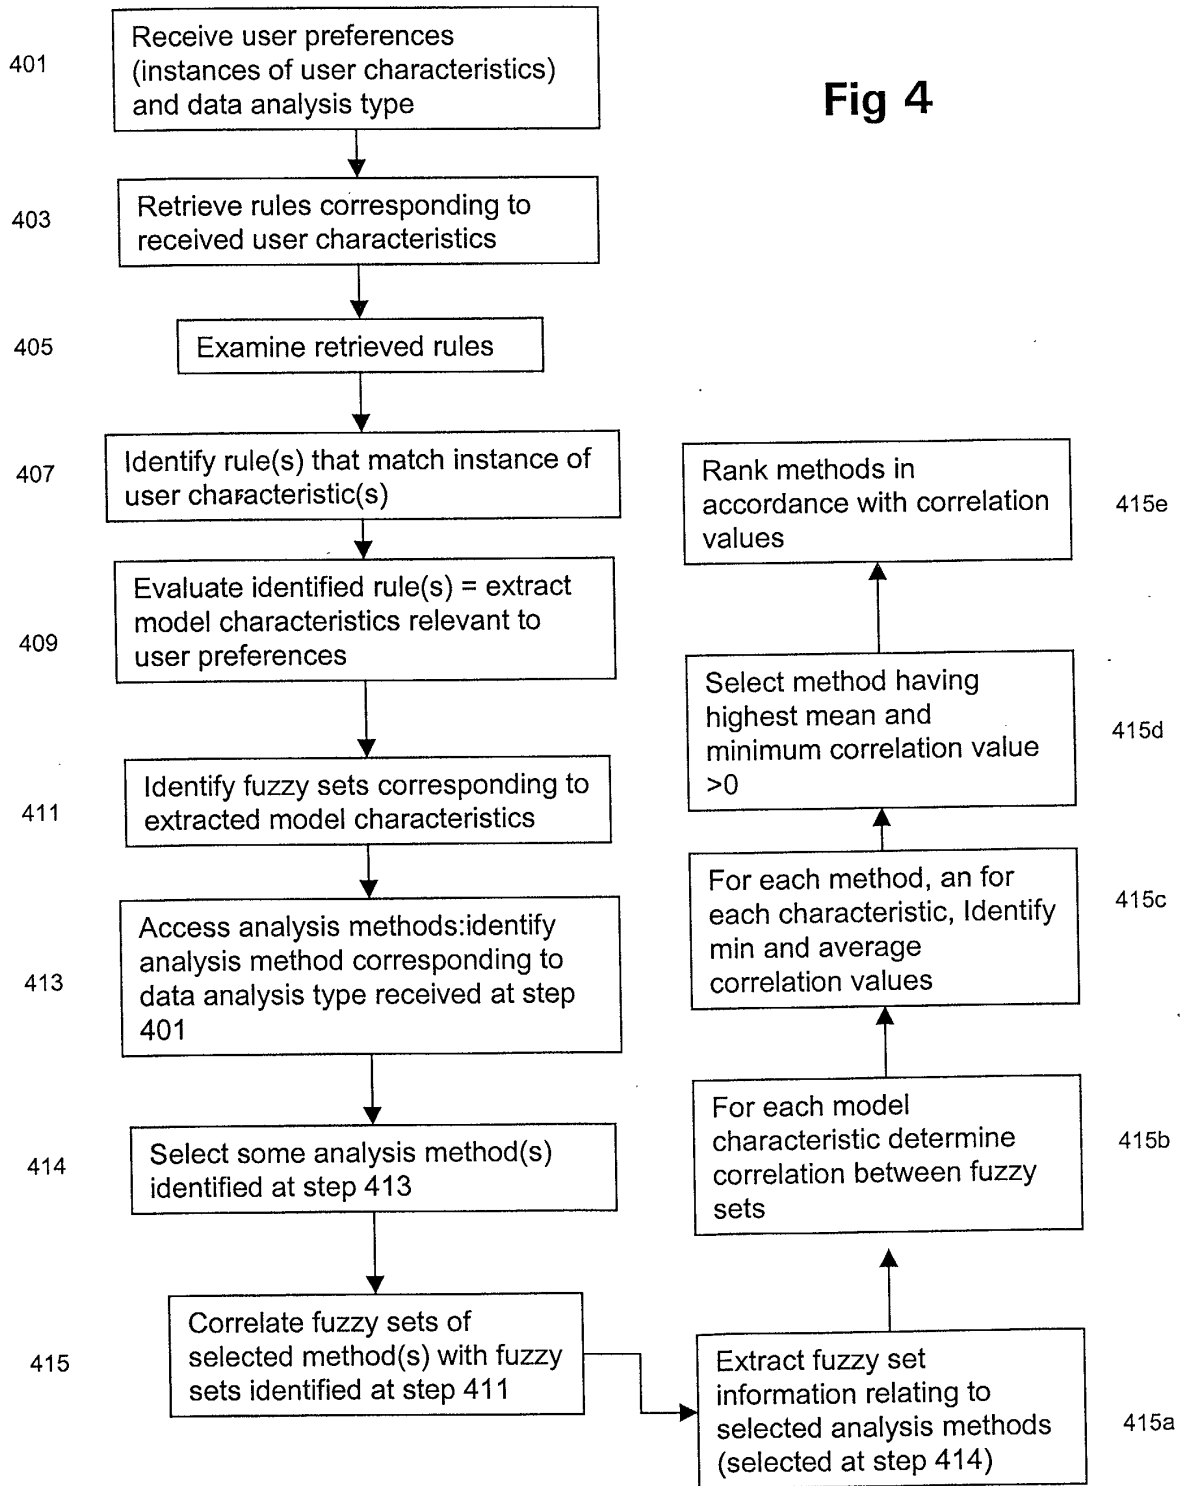 Fig 4
401
Receive user preferences
(instances of user characteristics)
and data analysis type
403
Retrieve rules corresponding to
received user characteristics
405
Examine retrieved rules
407
Identify rule(s) that match instance of
user characteristic(s)
409
Evaluate identified rule(s) = extract
model characteristics relevant to
user preferences
411
Identify fuzzy sets corresponding to
extracted model characteristics
413
Access analysis methods:identify
analysis method corresponding to
data analysis type received at step
401
414
Select some analysis method(s)
identified at step 413
415
Correlate fuzzy sets of
selected method(s) with fuzzy
sets identified at step 411
Extract fuzzy set
information relating to
selected analysis methods
(selected at step 414)
415a
For each model
characteristic determine
correlation between fuzzy
sets
415b
For each method, an for
each characteristic, Identify
min and average
correlation values
415c
Select method having
highest mean and
minimum correlation value
>0
415d
Rank methods in
accordance with correlation
values
415e